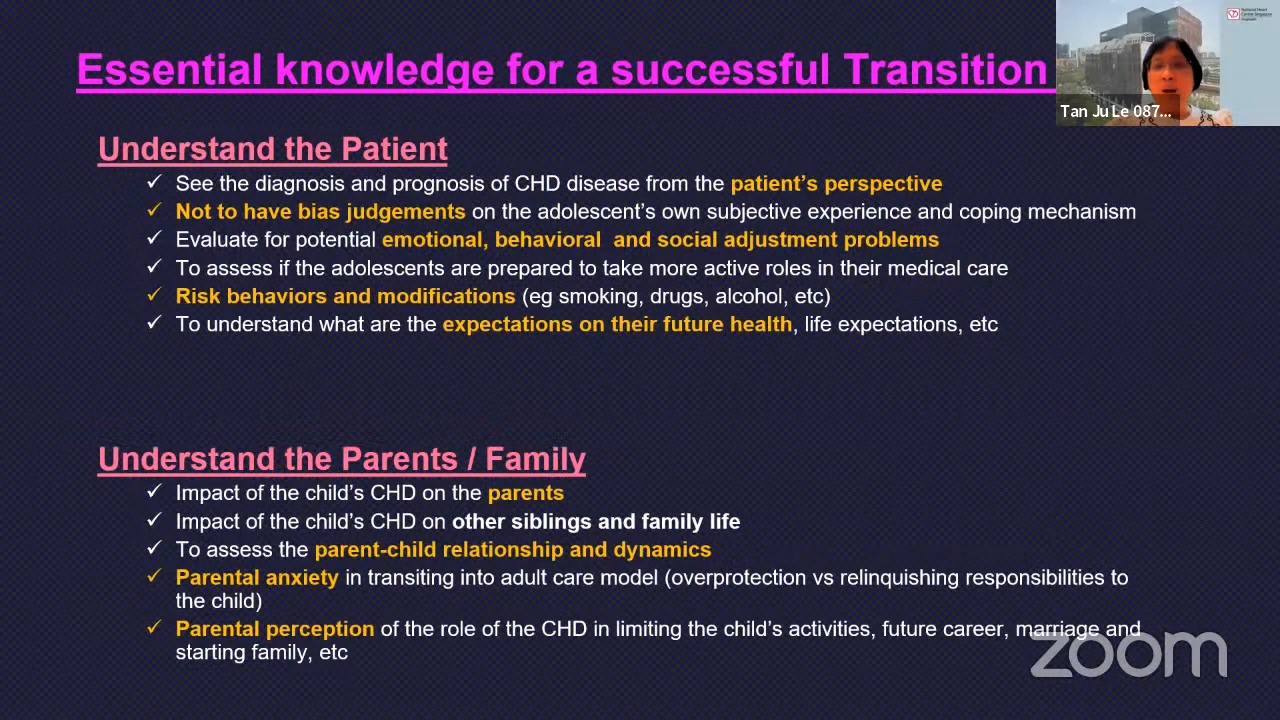 Essential knowledge for a successful Transition
National Heart
Centre Singapore
Tan Ju Le 087...
Understand the Patient
✓ See the diagnosis and prognosis of CHD disease from the patient's perspective
✓ Not to have bias judgements on the adolescent's own subjective experience and coping mechanism
✓ Evaluate for potential emotional, behavioral and social adjustment problems
✓ To assess if the adolescents are prepared to take more active roles in their medical care
✓ Risk behaviors and modifications (eg smoking, drugs, alcohol, etc)
✓ To understand what are the expectations on their future health, life expectations, etc
Understand the Parents / Family
✓ Impact of the child's CHD on the parents
✓ Impact of the child's CHD on other siblings and family life
✓ To assess the parent-child relationship and dynamics
✓ Parental anxiety in transiting into adult care model (overprotection vs relinquishing responsibilities to
the child)
✓ Parental perception of the role of the CHD in limiting the child's activities, future career, marriage and
starting family, etc
zoom